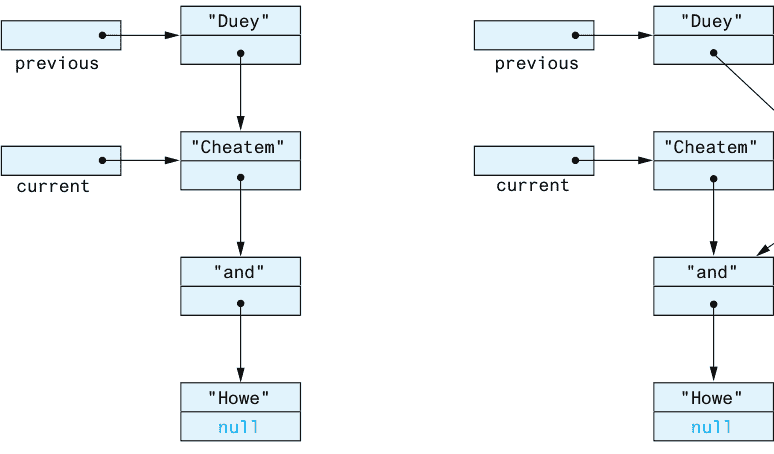 "Duey"
previous
"Cheatem"
current
"and"
"Howe"
null
"Duey"
previous
"Cheatem"
current
"and"
"Howe"
null